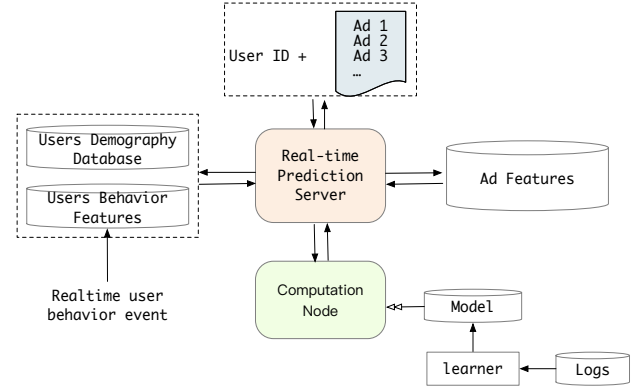 User ID +
Ad 1
Ad 2
Ad 3
…
Users Demography
Database
Users Behavior
Features
Real-time
Prediction
Server
Ad Features
Realtime user
behavior event
Computation
Node
Model
learner
Logs